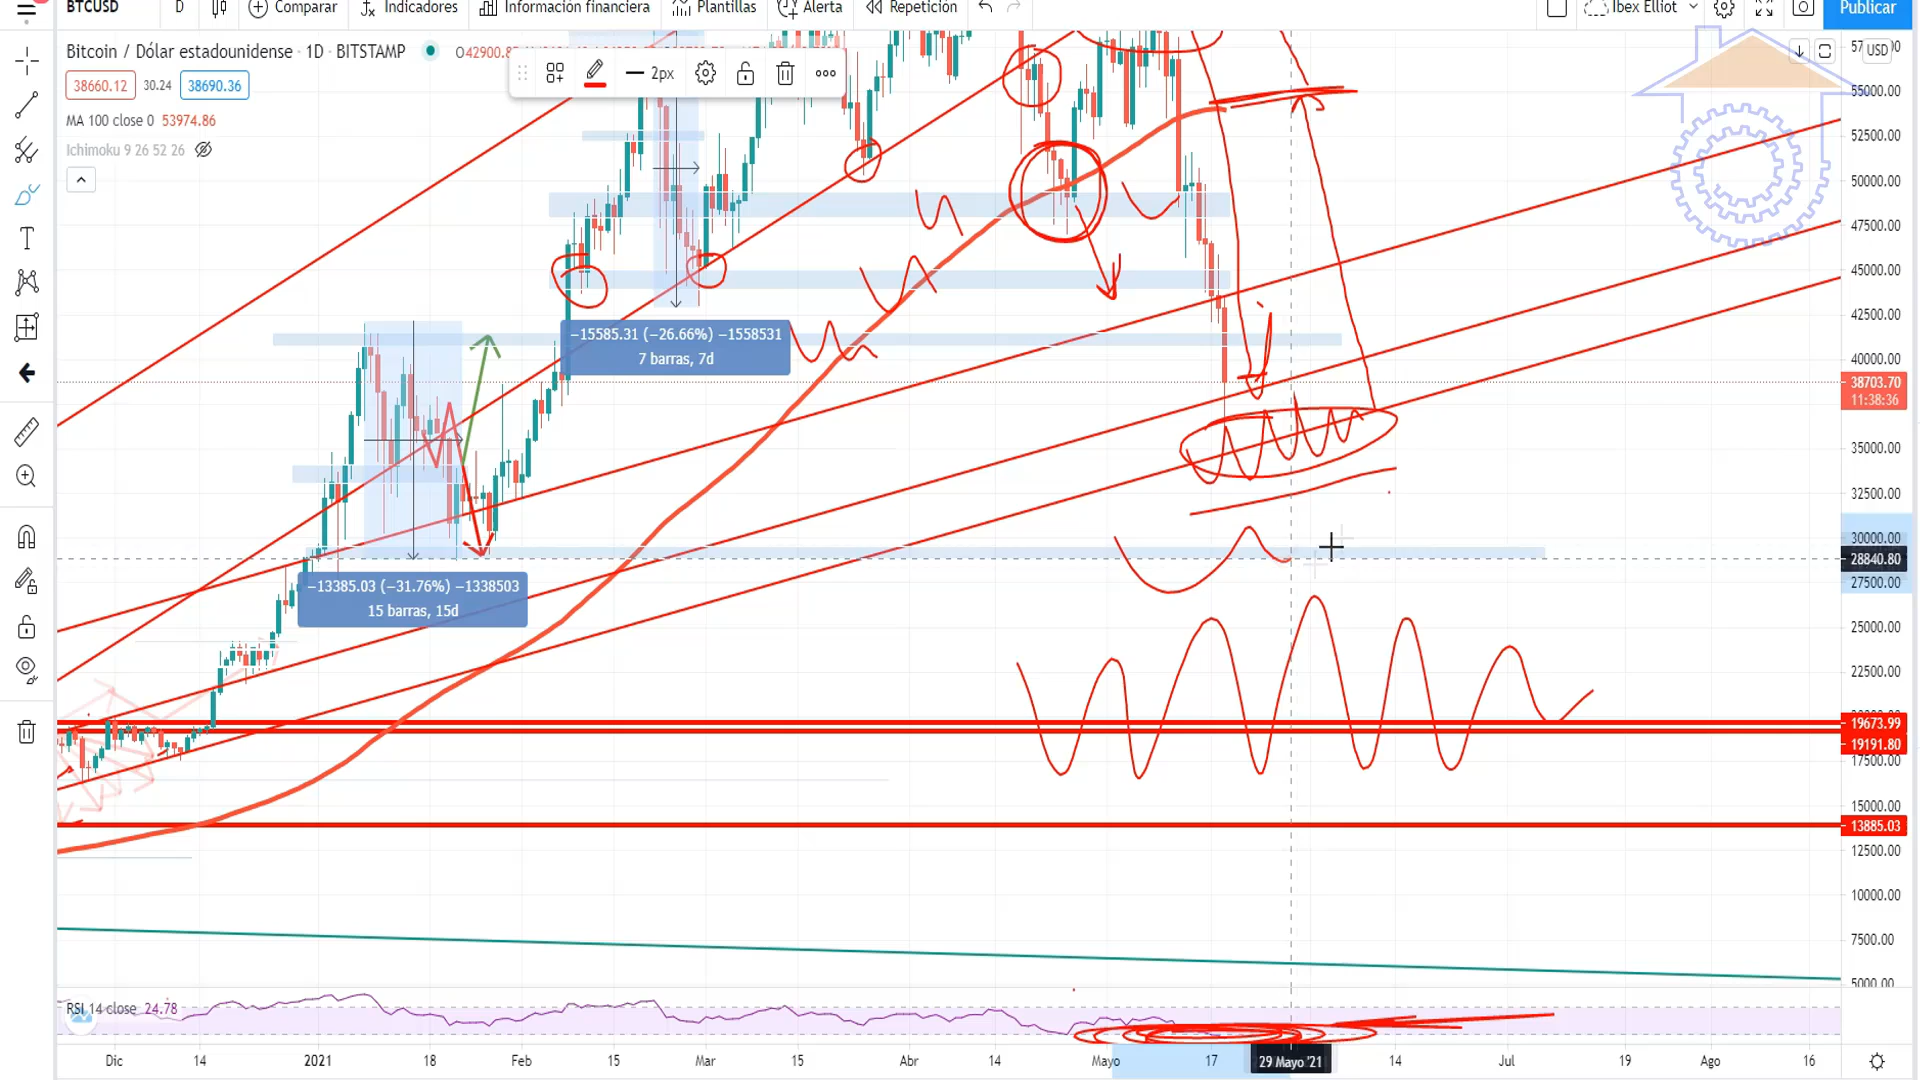 BTCUSD D Comparar Indicadores Información financiera Plantillas Alerta Repetición Ibex Elliot Publicar
Bitcoin / Dólar estadounidense · 1D · BITSTAMP
38660.12 30.24 38690.36
2px
MA 100 close 0 53974.86
Ichimoku 9 26 52 26
USD
55000.00
52500.00
50000.00
47500.00
45000.00
42500.00
40000.00
38703.70
11:38:36
35000.00
32500.00
30000.00
28840.80
27500.00
25000.00
22500.00
19673.99
19191.80
17500.00
15000.00
13885.03
12500.00
10000.00
7500.00
5000.00
−15585.31 (−26.66%) −1558531
7 barras, 7d
−13385.03 (−31.76%) −1338503
15 barras, 15d
RSI 14 close 24.78
Dic 14 2021 18 Feb 15 Mar 15 Abr 14 Mayo 17 29 Mayo '21 14 Jul 19 Ago 16